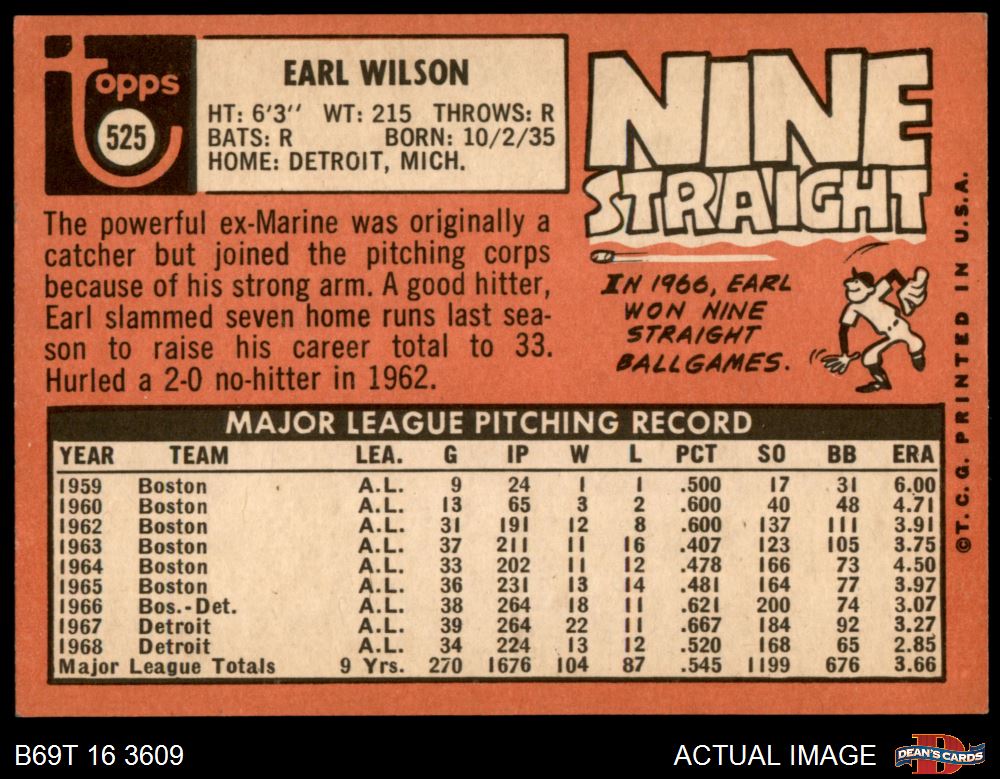 Topps
525
EARL WILSON
HT: 6'3'' WT: 215 THROWS: R
BATS: R BORN: 10/2/35
HOME: DETROIT, MICH.
The powerful ex-Marine was originally a
catcher but joined the pitching corps
because of his strong arm. A good hitter,
Earl slammed seven home runs last sea-
son to raise his career total to 33.
Hurled a 2-0 no-hitter in 1962.
NINE
STRAIGHT
IN 1966, EARL
WON NINE
STRAIGHT
BALLGAMES.
©T.C.G. PRINTED IN U.S.A.
MAJOR LEAGUE PITCHING RECORD
YEAR TEAM LEA. G IP W L PCT SO BB ERA
1959 Boston A.L. 9 24 1 1 .500 17 31 6.00
1960 Boston A.L. 13 65 3 2 .600 40 48 4.71
1962 Boston A.L. 31 191 12 8 .600 137 111 3.91
1963 Boston A.L. 37 211 11 16 .407 123 105 3.75
1964 Boston A.L. 33 202 11 12 .478 166 73 4.50
1965 Boston A.L. 36 231 13 14 .481 164 77 3.97
1966 Bos.-Det. A.L. 38 264 18 11 .621 200 74 3.07
1967 Detroit A.L. 39 264 22 11 .667 184 92 3.27
1968 Detroit A.L. 34 224 13 12 .520 168 65 2.85
Major League Totals 9 Yrs. 270 1676 104 87 .545 1199 676 3.66
B69T 16 3609
ACTUAL IMAGE
DEAN'S CARDS